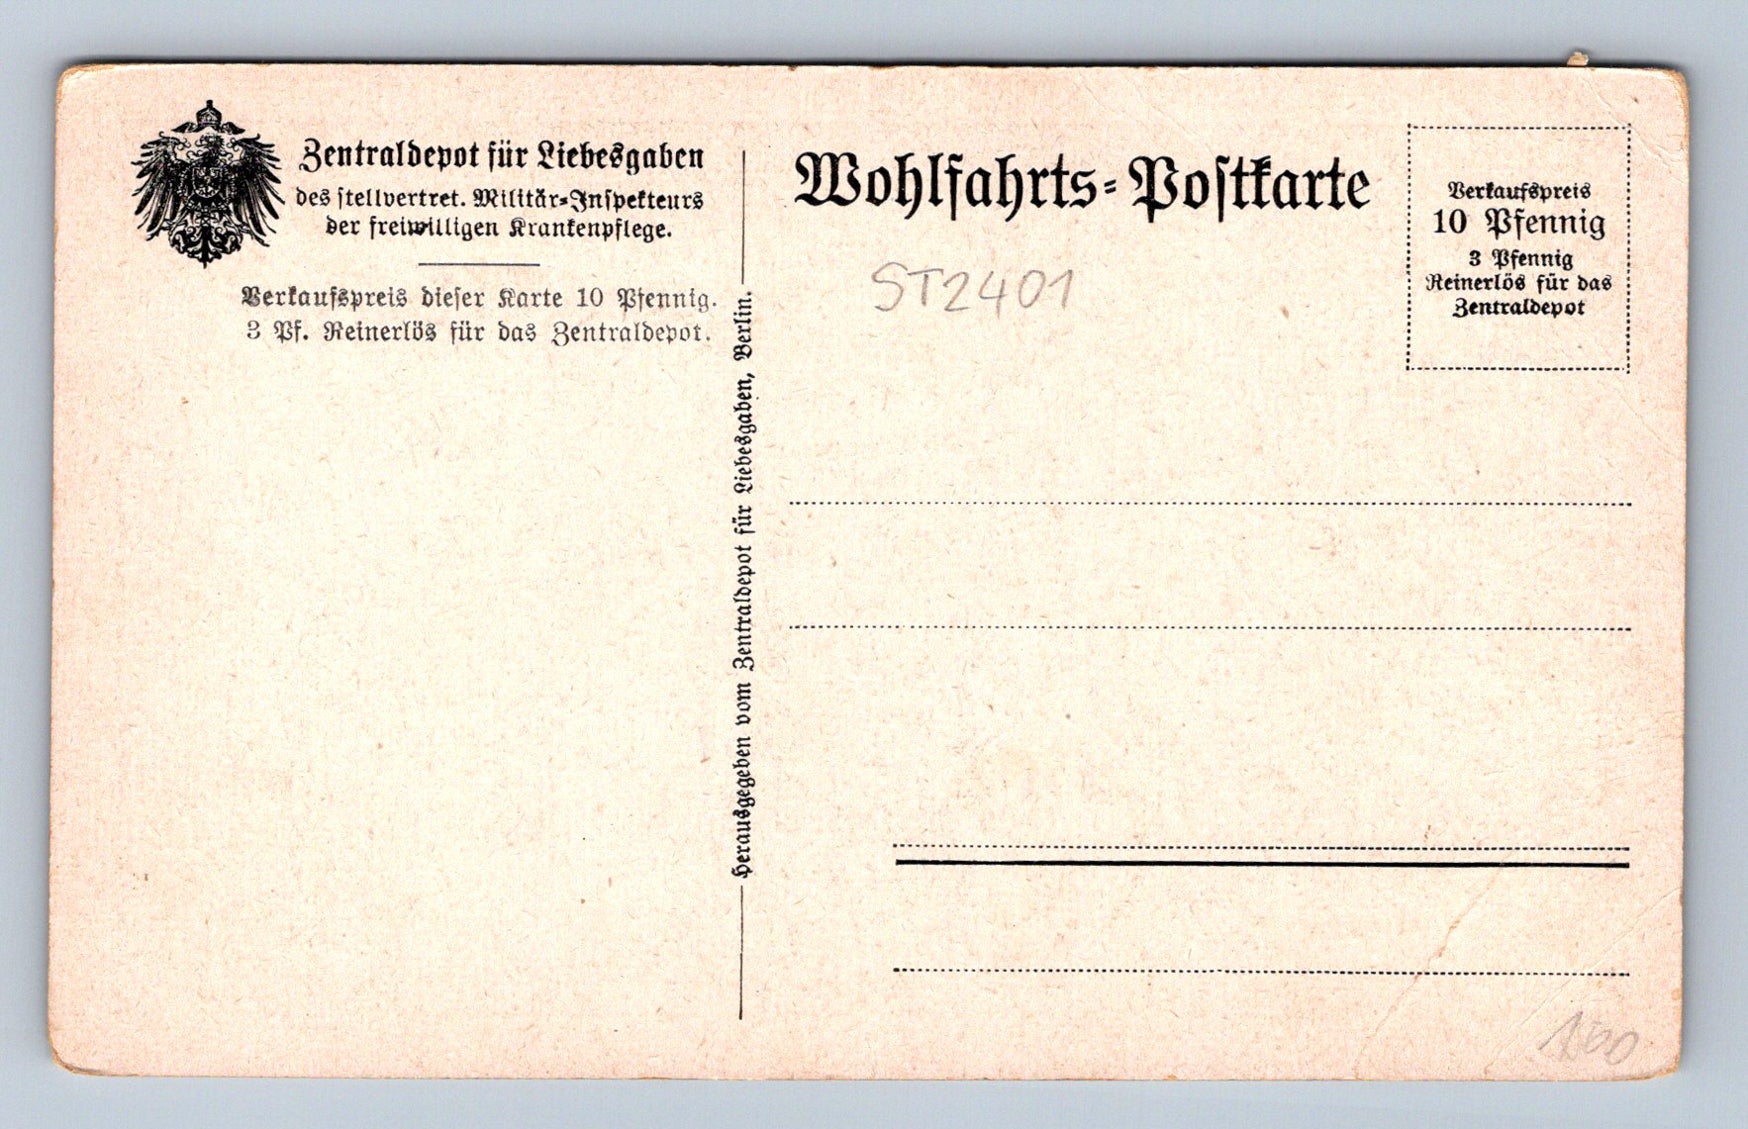 Zentraldepot für Liebesgaben
des stellvertret. Militär-Inspekteurs
der freiwilligen Krankenpflege.
Verkaufspreis dieser Karte 10 Pfennig.
3 Pf. Reinerlös für das Zentraldepot.
Herausgegeben vom Zentraldepot für Liebesgaben, Berlin.
Wohlfahrts-Postkarte
ST2401
Verkaufspreis
10 Pfennig
3 Pfennig
Reinerlös für das
Zentraldepot